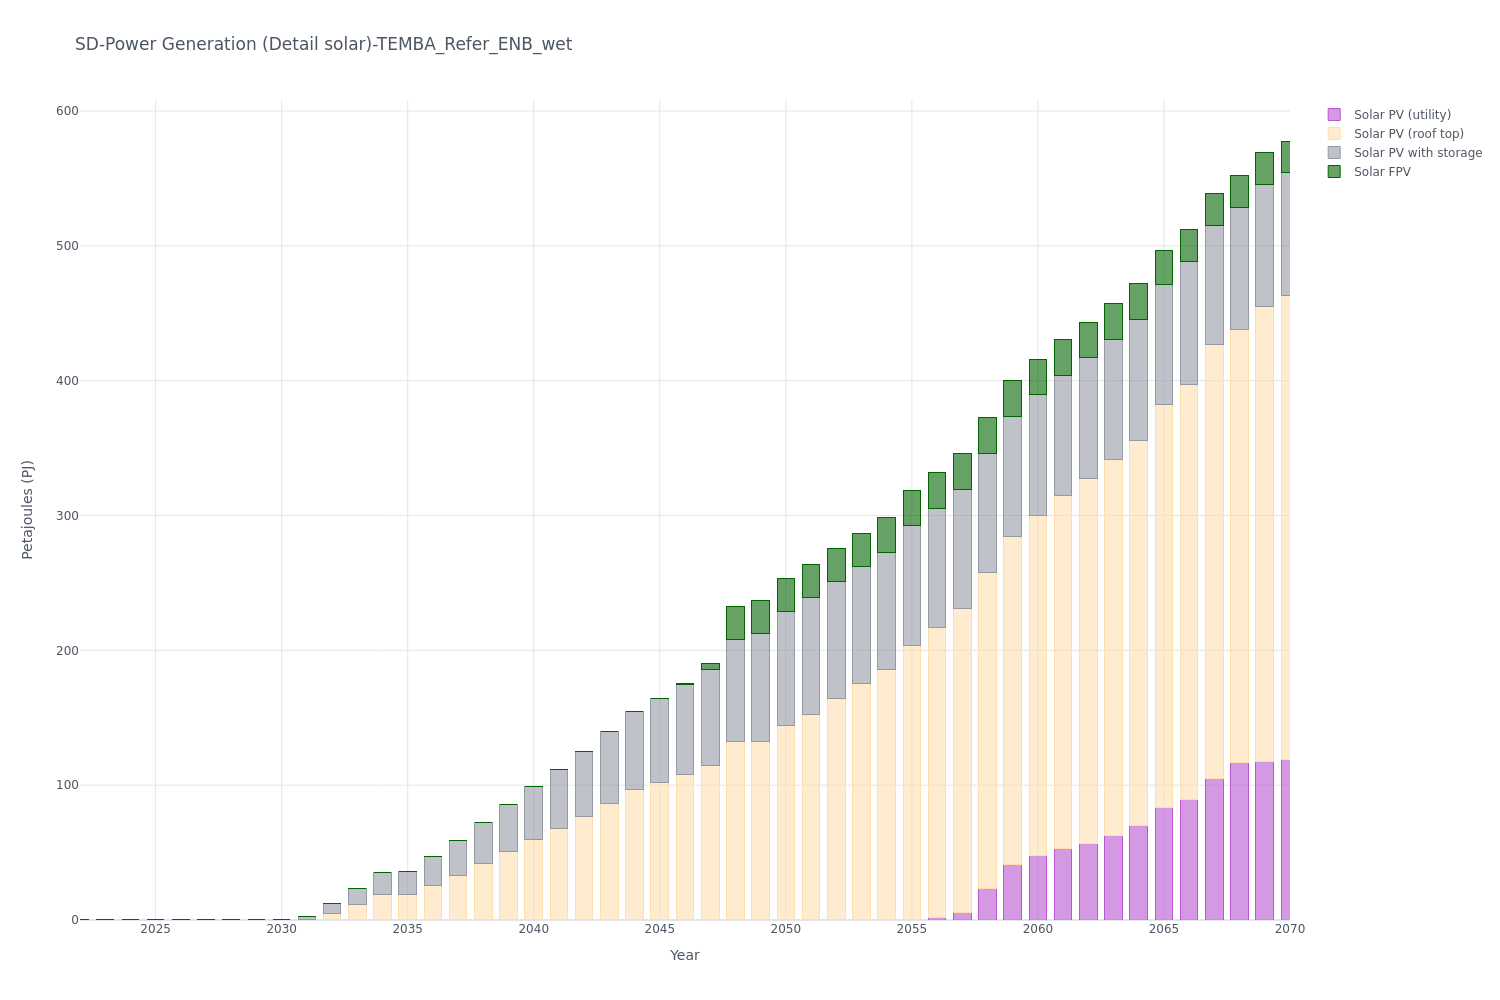 SD-Power Generation (Detail solar)-TEMBA_Refer_ENB_wet
600
500
400
300
200
100
0
Petajoules (PJ)
2025
2030
2035
2040
2045
2050
2055
2060
2065
2070
Year
Solar PV (utility)
Solar PV (roof top)
Solar PV with storage
Solar FPV